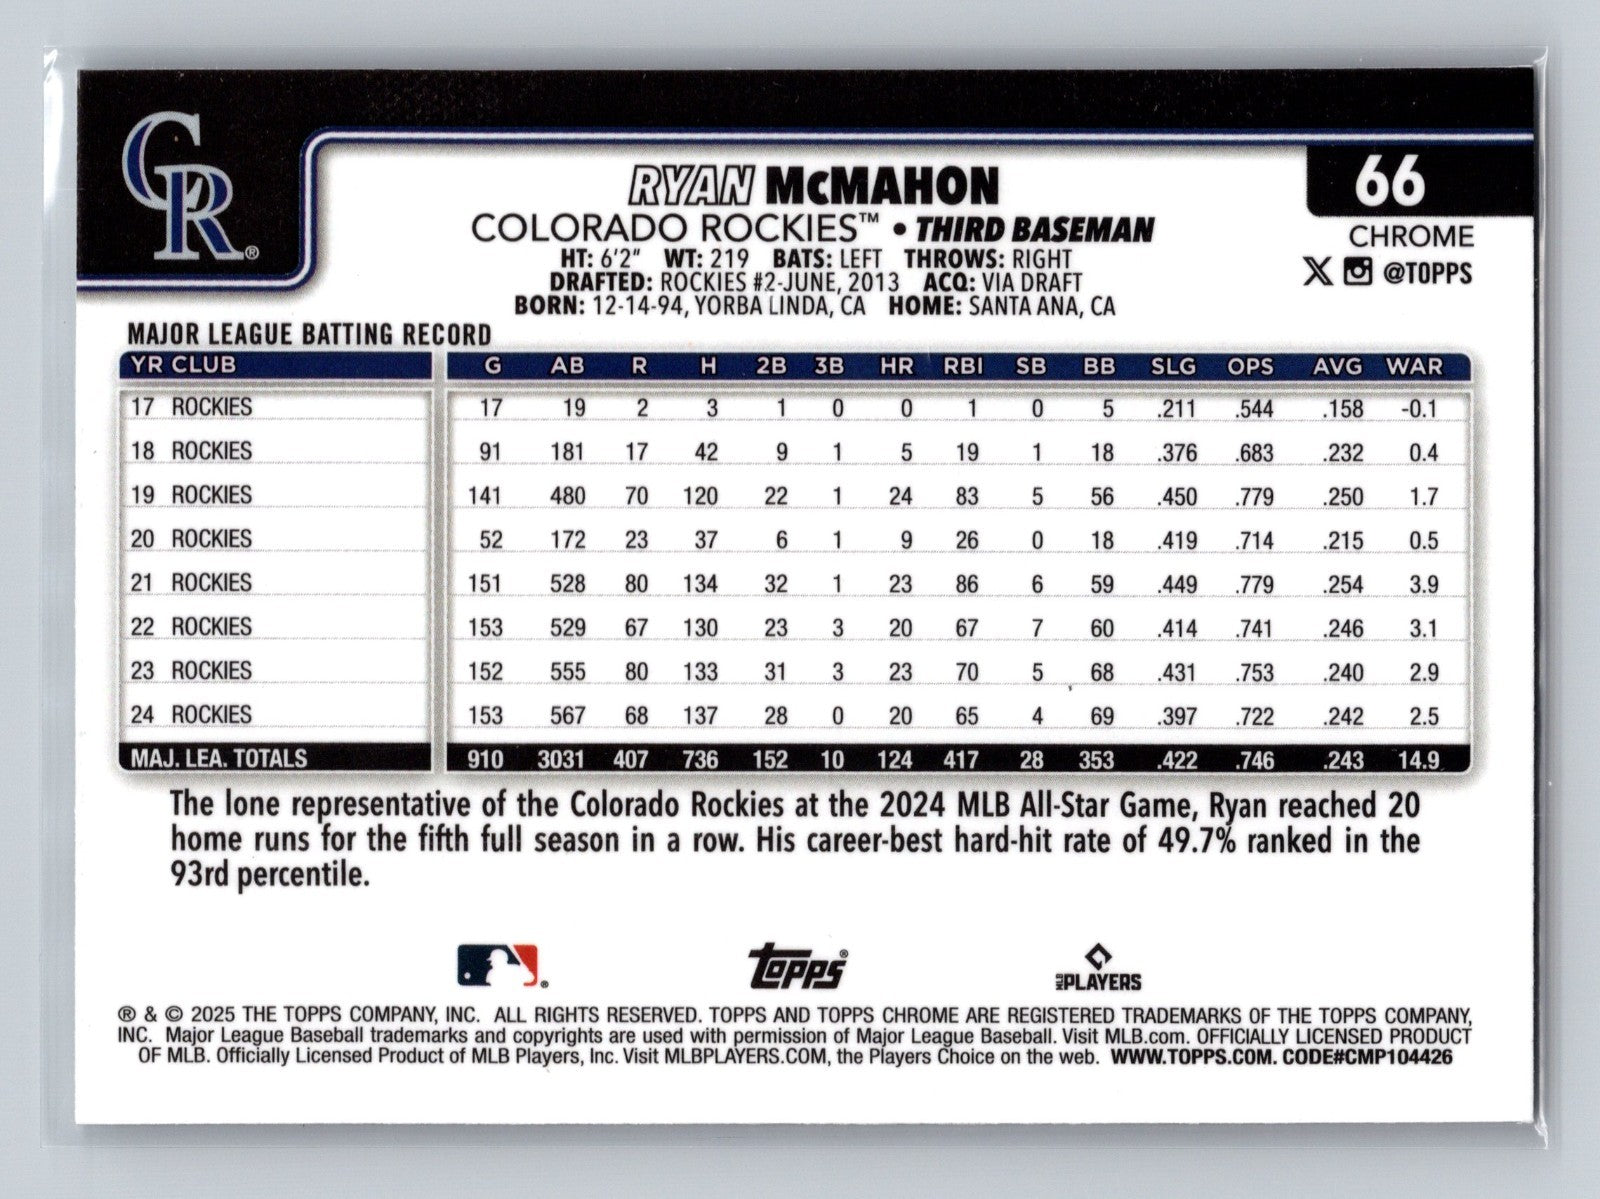 CR®
RYAN McMAHON
66
COLORADO ROCKIES™ • THIRD BASEMAN
CHROME
HT: 6'2" WT: 219 BATS: LEFT THROWS: RIGHT
X @TOPPS
DRAFTED: ROCKIES #2-JUNE, 2013 ACQ: VIA DRAFT
BORN: 12-14-94, YORBA LINDA, CA HOME: SANTA ANA, CA
MAJOR LEAGUE BATTING RECORD
YR CLUB G AB R H 2B 3B HR RBI SB BB SLG OPS AVG WAR
17 ROCKIES 17 19 2 3 1 0 0 1 0 5 .211 .544 .158 -0.1
18 ROCKIES 91 181 17 42 9 1 5 19 1 18 .376 .683 .232 0.4
19 ROCKIES 141 480 70 120 22 1 24 83 5 56 .450 .779 .250 1.7
20 ROCKIES 52 172 23 37 6 1 9 26 0 18 .419 .714 .215 0.5
21 ROCKIES 151 528 80 134 32 1 23 86 6 59 .449 .779 .254 3.9
22 ROCKIES 153 529 67 130 23 3 20 67 7 60 .414 .741 .246 3.1
23 ROCKIES 152 555 80 133 31 3 23 70 5 68 .431 .753 .240 2.9
24 ROCKIES 153 567 68 137 28 0 20 65 4 69 .397 .722 .242 2.5
MAJ. LEA. TOTALS 910 3031 407 736 152 10 124 417 28 353 .422 .746 .243 14.9
The lone representative of the Colorado Rockies at the 2024 MLB All-Star Game, Ryan reached 20
home runs for the fifth full season in a row. His career-best hard-hit rate of 49.7% ranked in the
93rd percentile.
® topps® MLB PLAYERS
® & © 2025 THE TOPPS COMPANY, INC. ALL RIGHTS RESERVED. TOPPS AND TOPPS CHROME ARE REGISTERED TRADEMARKS OF THE TOPPS COMPANY,
INC. Major League Baseball trademarks and copyrights are used with permission of Major League Baseball. Visit MLB.com. OFFICIALLY LICENSED PRODUCT
OF MLB. Officially Licensed Product of MLB Players, Inc. Visit MLBPLAYERS.COM, the Players Choice on the web. WWW.TOPPS.COM. CODE#CMP104426